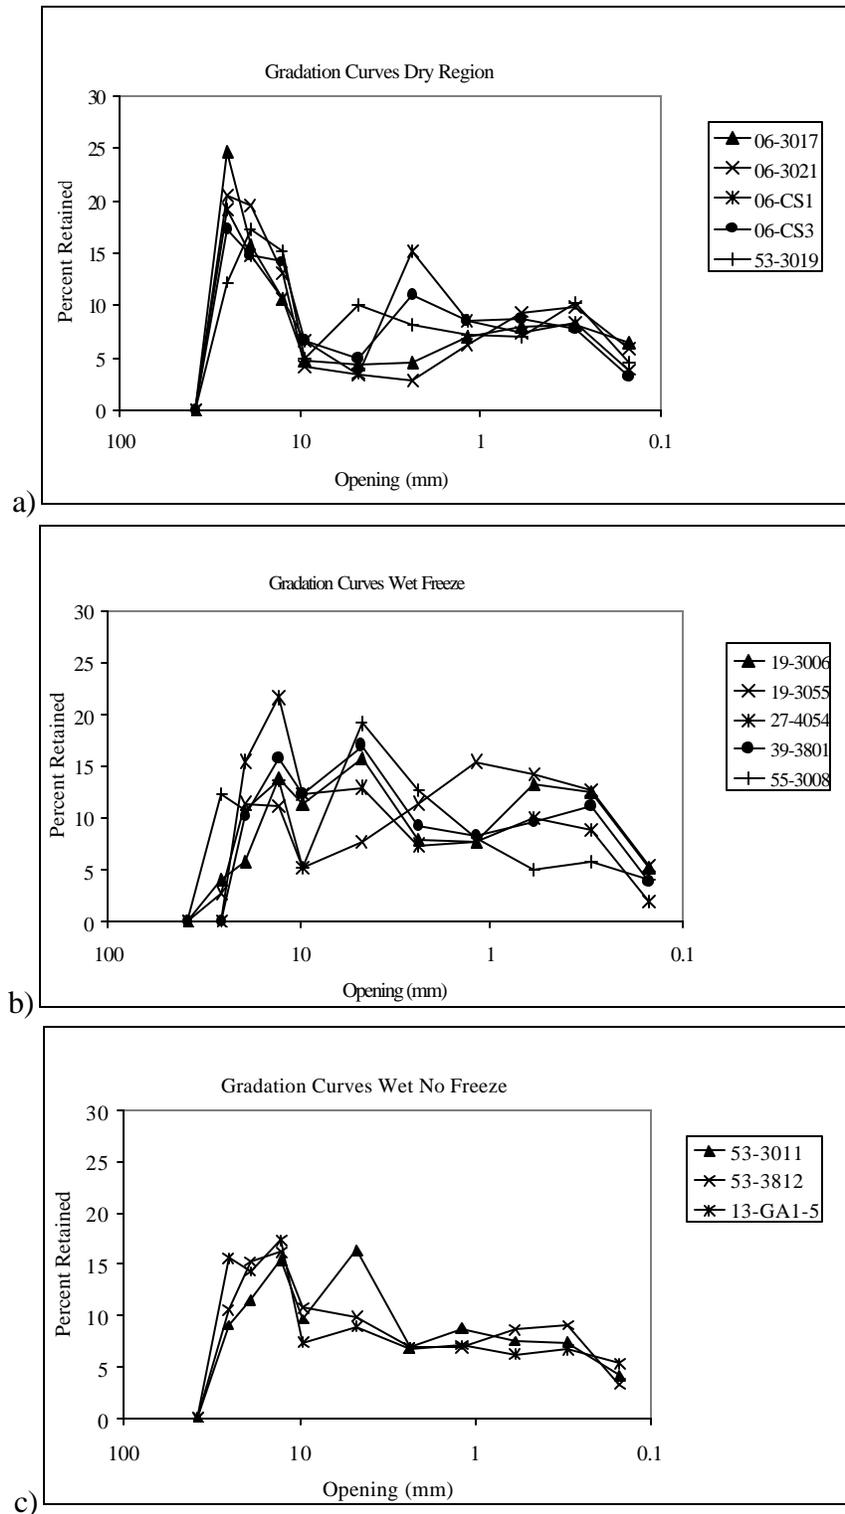 Gradation Curves Dry Region
30
25
20
15
10
5
0
Percent Retained
100 10 1 0.1
Opening (mm)
06-3017
06-3021
06-CS1
06-CS3
53-3019
a)
Gradation Curves Wet Freeze
30
25
20
15
10
5
0
Percent Retained
100 10 1 0.1
Opening (mm)
19-3006
19-3055
27-4054
39-3801
55-3008
b)
Gradation Curves Wet No Freeze
30
25
20
15
10
5
0
Percent Retained
100 10 1 0.1
Opening (mm)
53-3011
53-3812
13-GA1-5
c)